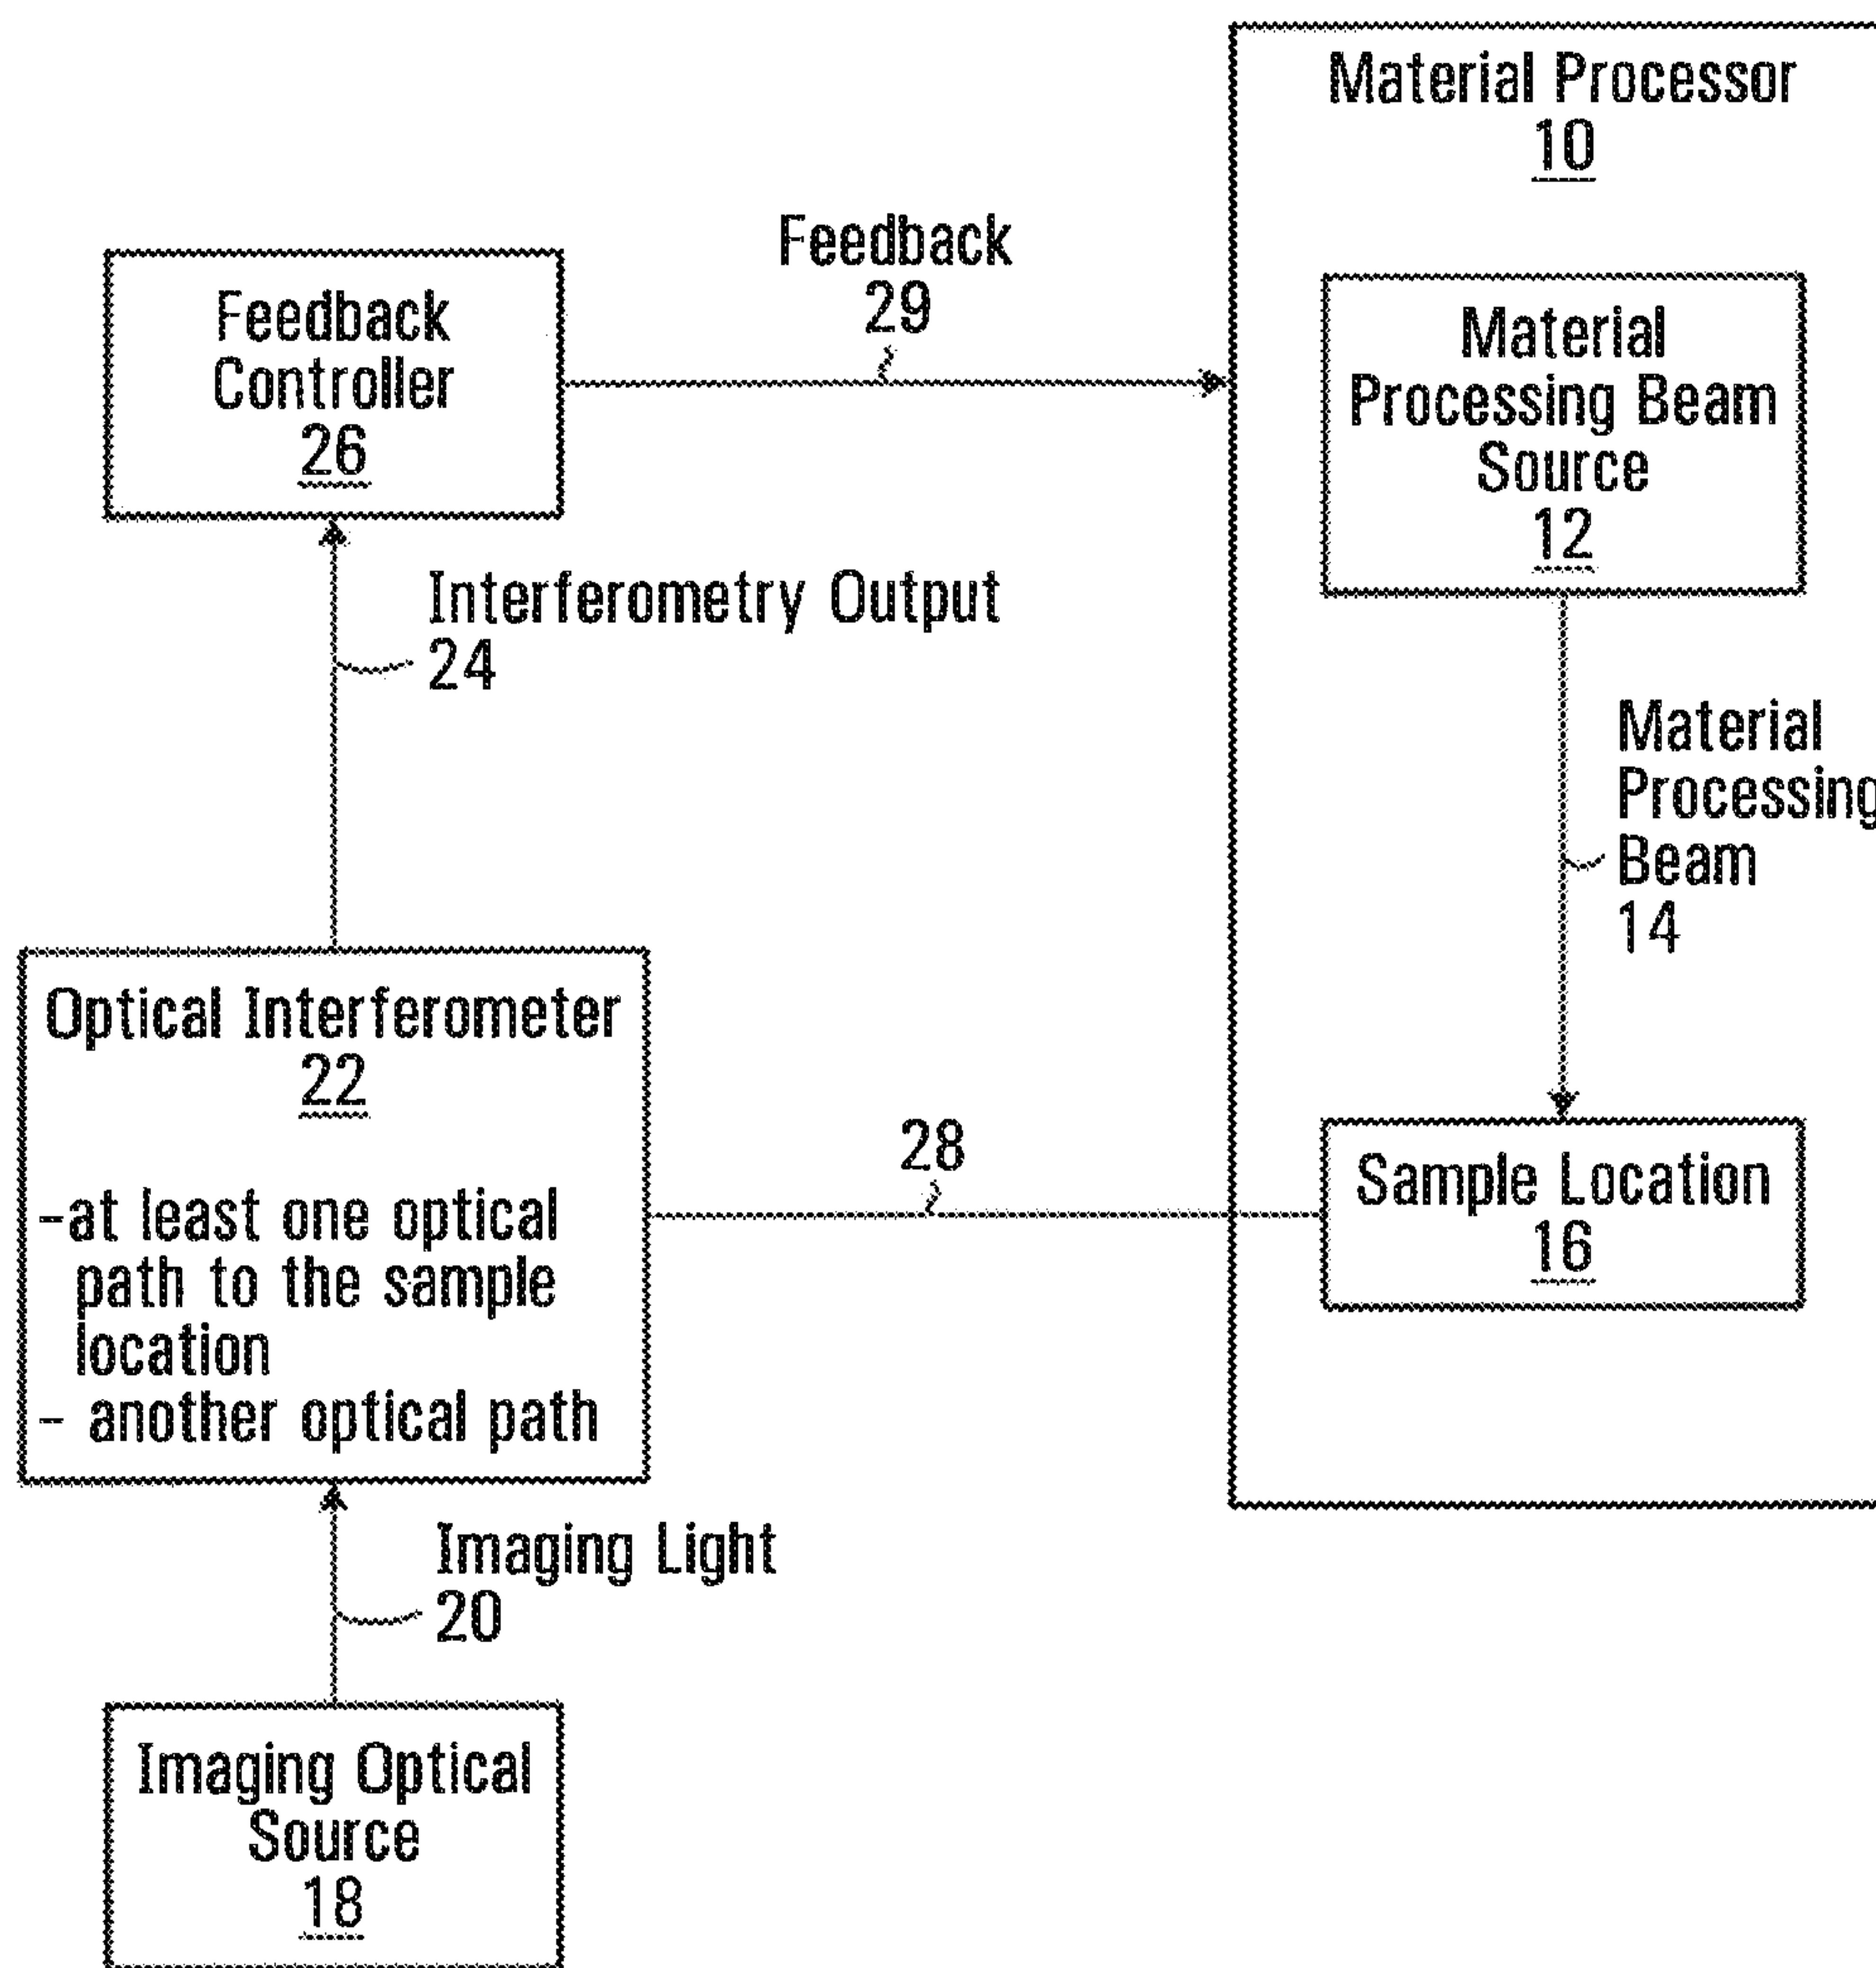 Material Processor
10
Feedback
29
Feedback
Controller
26
Material
Processing Beam
Source
12
Interferometry Output
24
Material
Processing
Beam
14
Optical Interferometer
22
-at least one optical
path to the sample
location
- another optical path
28
Sample Location
16
Imaging Light
20
Imaging Optical
Source
18